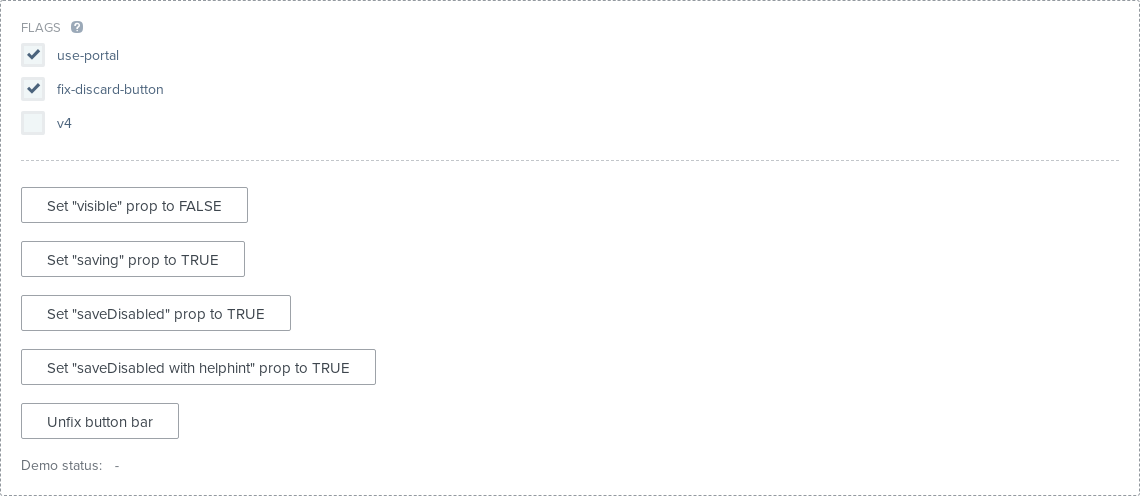 FLAGS ?
use-portal
fix-discard-button
v4
Set "visible" prop to FALSE
Set "saving" prop to TRUE
Set "saveDisabled" prop to TRUE
Set "saveDisabled with helphint" prop to TRUE
Unfix button bar
Demo status: -